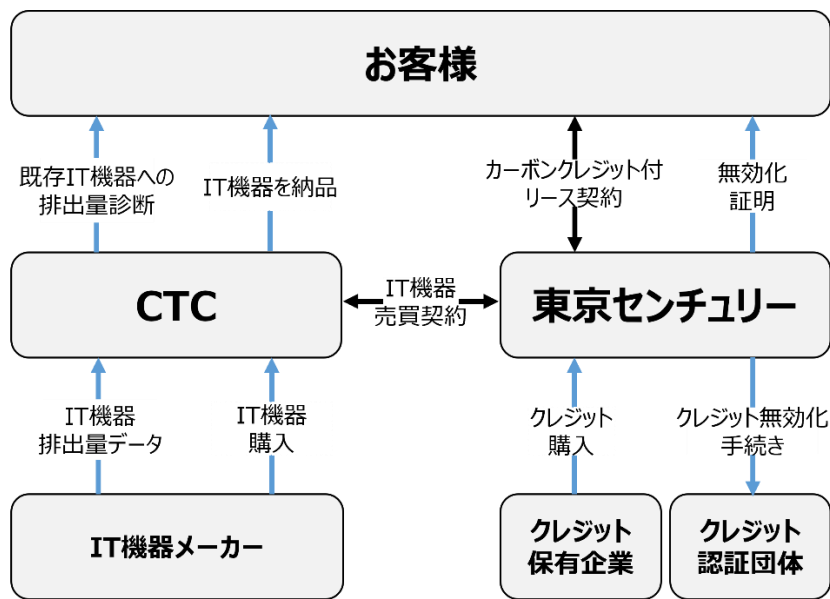 お客様
既存IT機器への
排出量診断
IT機器を納品
カーボンクレジット付
リース契約
無効化
証明
CTC
IT機器
売買契約
東京センチュリー
IT機器
排出量データ
IT機器
購入
クレジット
購入
クレジット無効化
手続き
IT機器メーカー
クレジット
保有企業
クレジット
認証団体